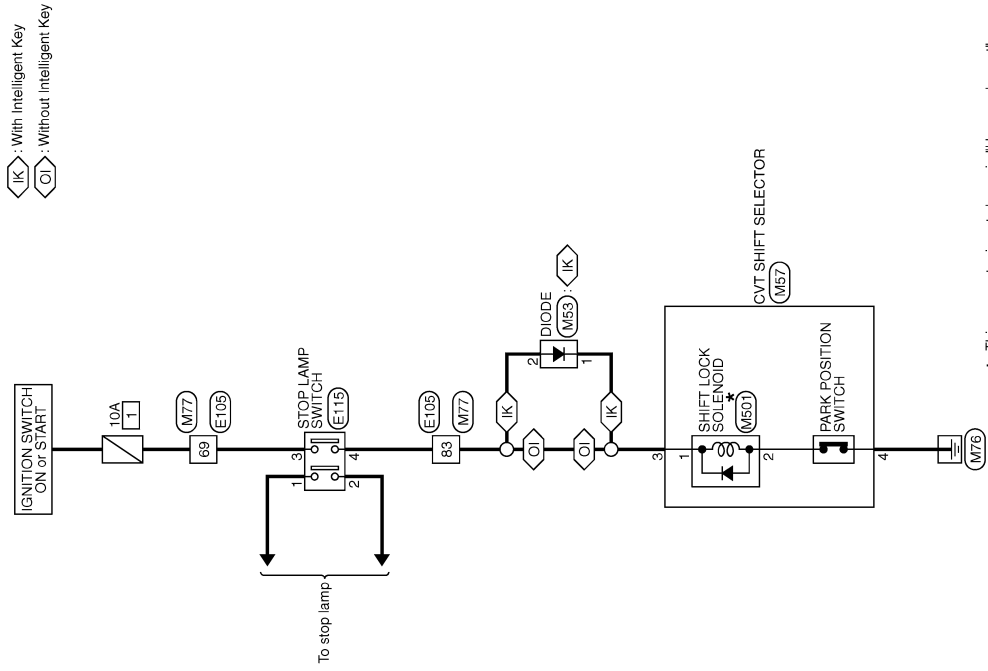 IK : With Intelligent Key
OI : Without Intelligent Key
IGNITION SWITCH
ON or START
10A
1
69
M77
E105
STOP LAMP
SWITCH
E115
3
1
4
2
To stop lamp
83
E105
M77
IK
OI
DIODE
M53 : IK
2
1
OI
IK
CVT SHIFT SELECTOR
M57
3
SHIFT LOCK
SOLENOID
*
M501
1
2
PARK POSITION
SWITCH
4
M76